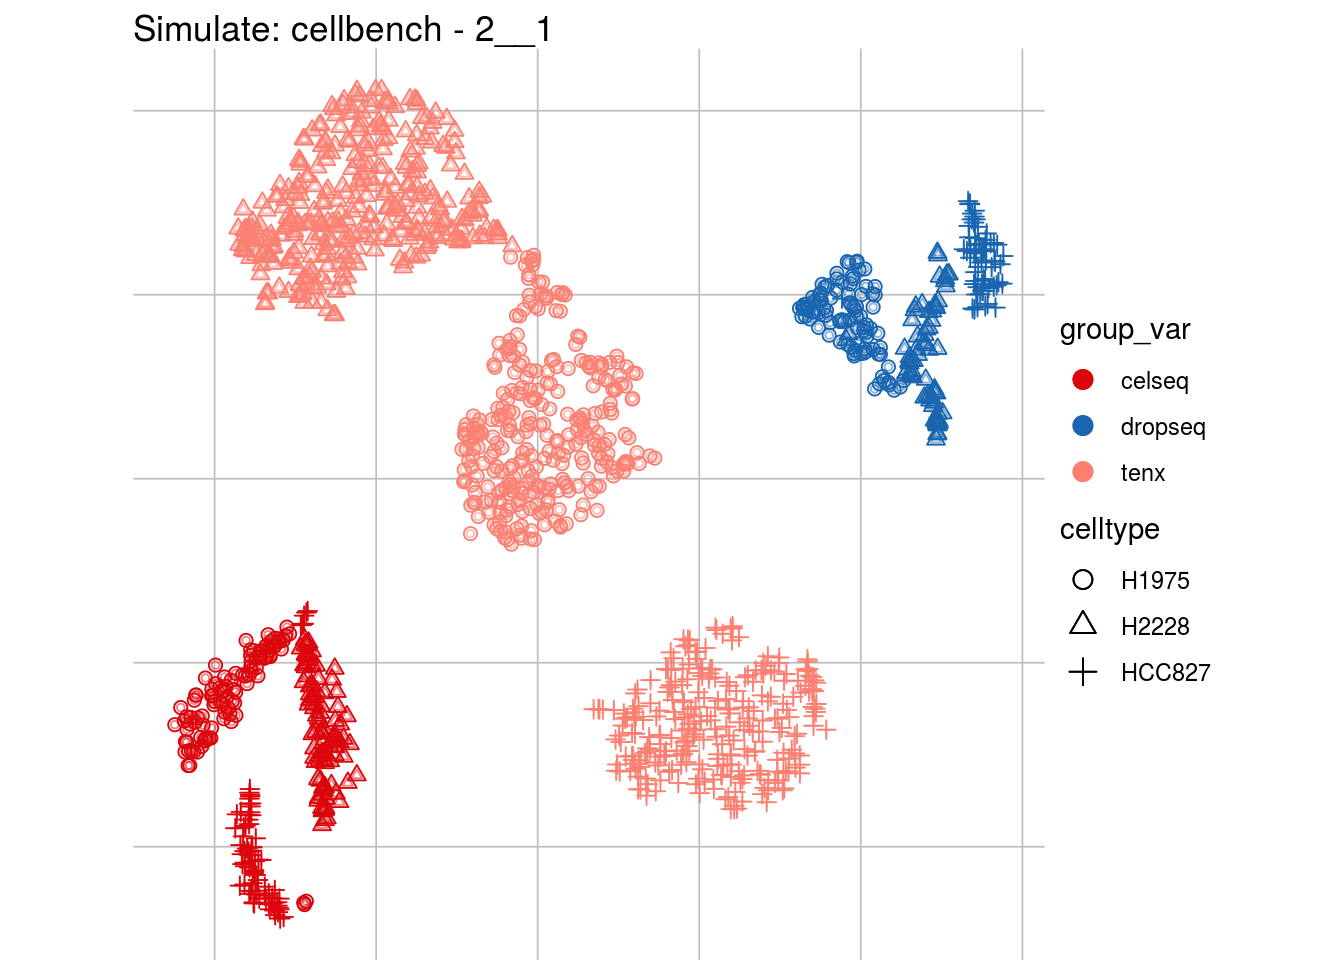 Simulate: cellbench - 2__1
group_var
celseq
dropseq
tenx
celltype
H1975
H2228
HCC827